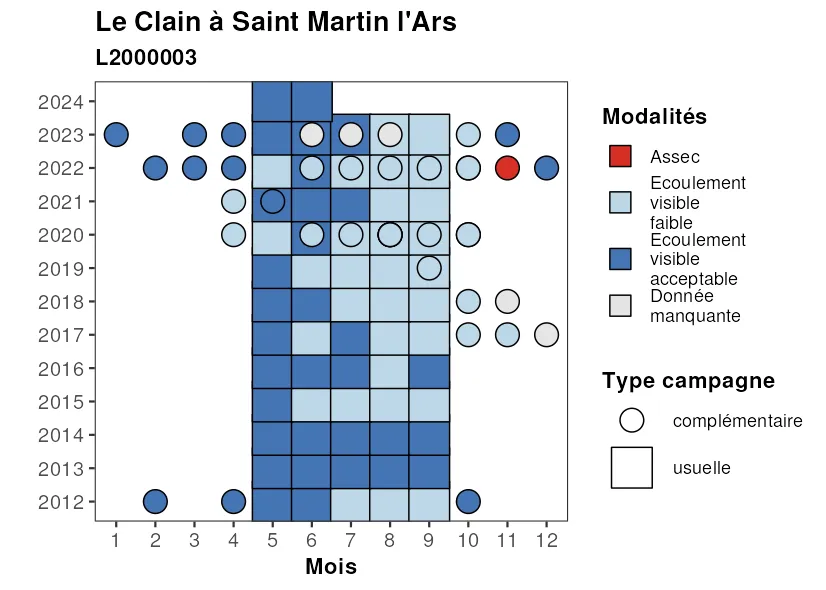 Le Clain à Saint Martin l'Ars
L2000003
2024
2023
2022
2021
2020
2019
2018
2017
2016
2015
2014
2013
2012
1 2 3 4 5 6 7 8 9 10 11 12
Mois
Modalités
Assec
Ecoulement
visible
faible
Ecoulement
visible
acceptable
Donnée
manquante
Type campagne
complémentaire
usuelle